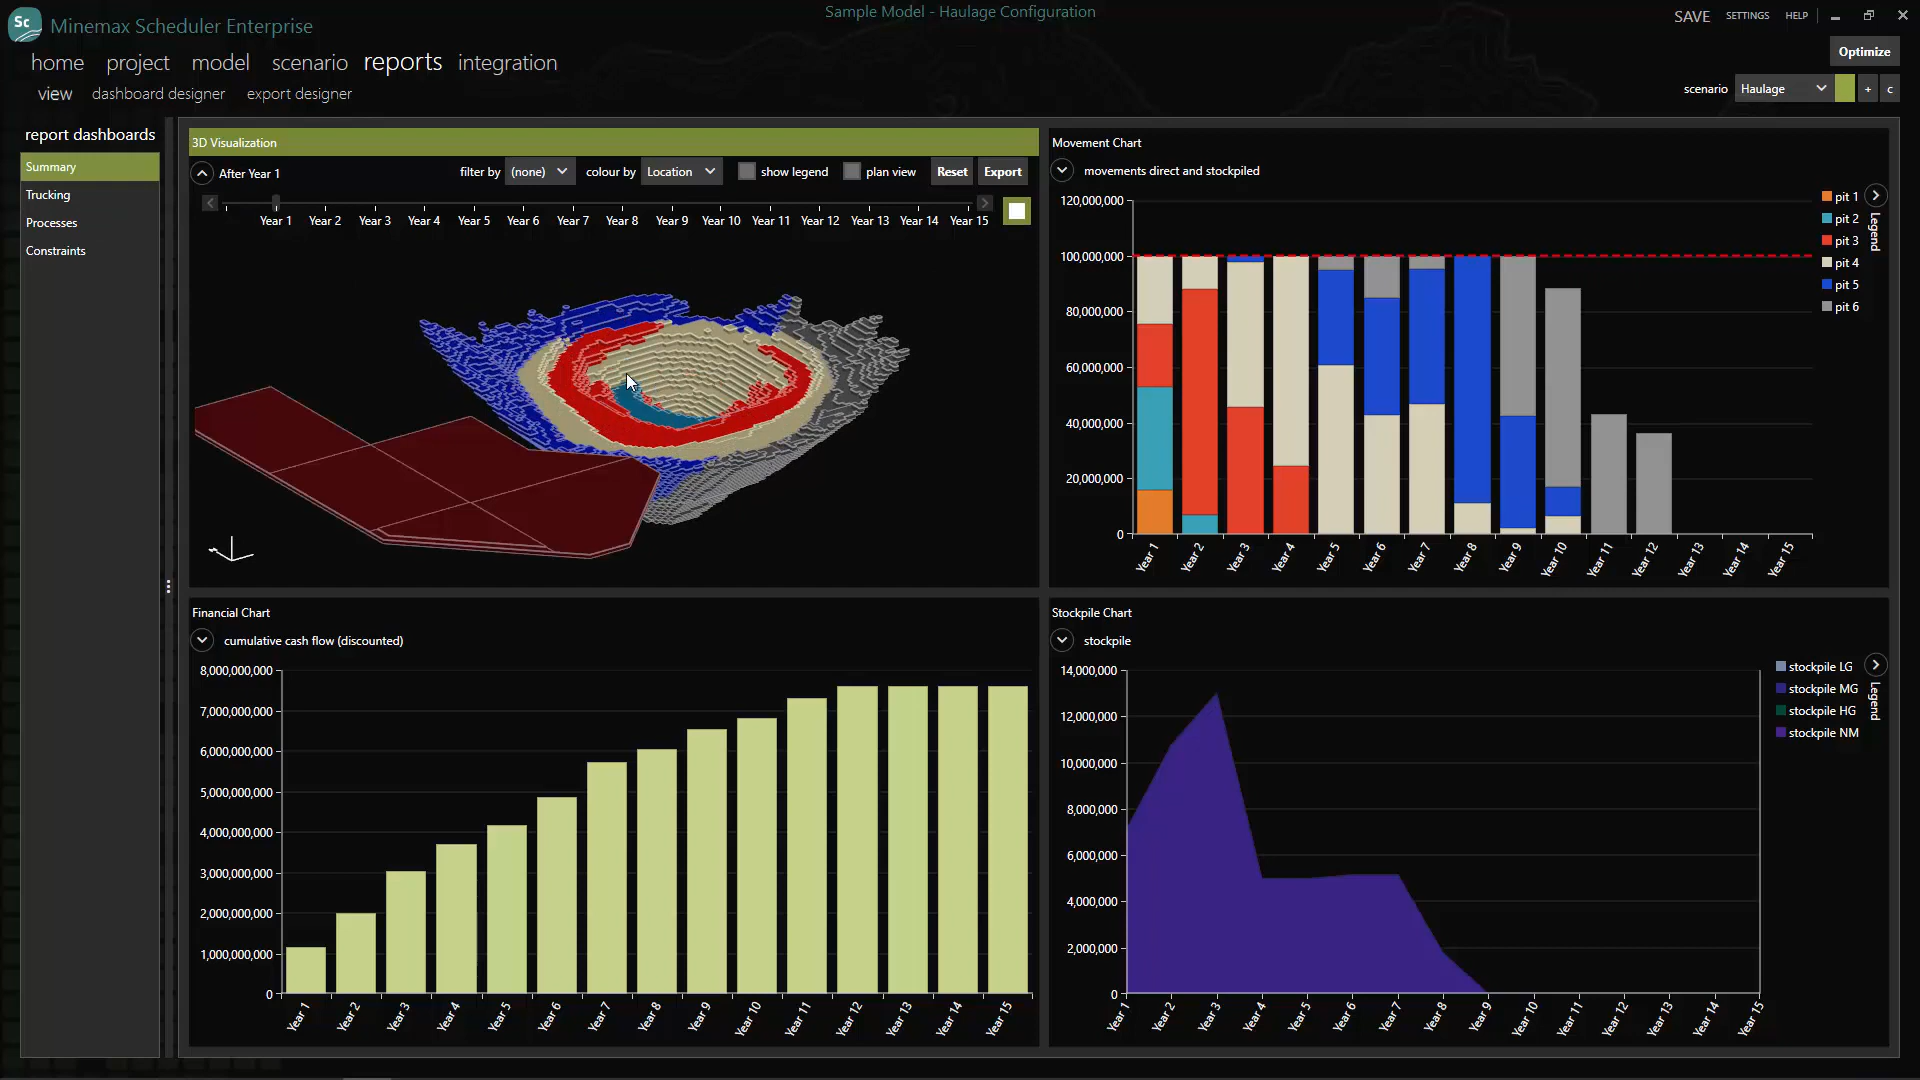 Sc Minemax Scheduler Enterprise
Sample Model - Haulage Configuration
SAVE SETTINGS HELP
home project model scenario reports integration
Optimize
view dashboard designer export designer
scenario Haulage + c
report dashboards
Summary
Trucking
Processes
Constraints
3D Visualization
After Year 1 filter by (none) colour by Location show legend plan view Reset Export
Year 1 Year 2 Year 3 Year 4 Year 5 Year 6 Year 7 Year 8 Year 9 Year 10 Year 11 Year 12 Year 13 Year 14 Year 15
Movement Chart
movements direct and stockpiled
120,000,000
100,000,000
80,000,000
60,000,000
40,000,000
20,000,000
0
Year 1 Year 2 Year 3 Year 4 Year 5 Year 6 Year 7 Year 8 Year 9 Year 10 Year 11 Year 12 Year 13 Year 14 Year 15
pit 1
pit 2
pit 3
pit 4
pit 5
pit 6
Legend
Financial Chart
cumulative cash flow (discounted)
8,000,000,000
7,000,000,000
6,000,000,000
5,000,000,000
4,000,000,000
3,000,000,000
2,000,000,000
1,000,000,000
0
Year 1 Year 2 Year 3 Year 4 Year 5 Year 6 Year 7 Year 8 Year 9 Year 10 Year 11 Year 12 Year 13 Year 14 Year 15
Stockpile Chart
stockpile
14,000,000
12,000,000
10,000,000
8,000,000
6,000,000
4,000,000
2,000,000
0
Year 1 Year 2 Year 3 Year 4 Year 5 Year 6 Year 7 Year 8 Year 9 Year 10 Year 11 Year 12 Year 13 Year 14 Year 15
stockpile LG
stockpile MG
stockpile HG
stockpile NM
Legend